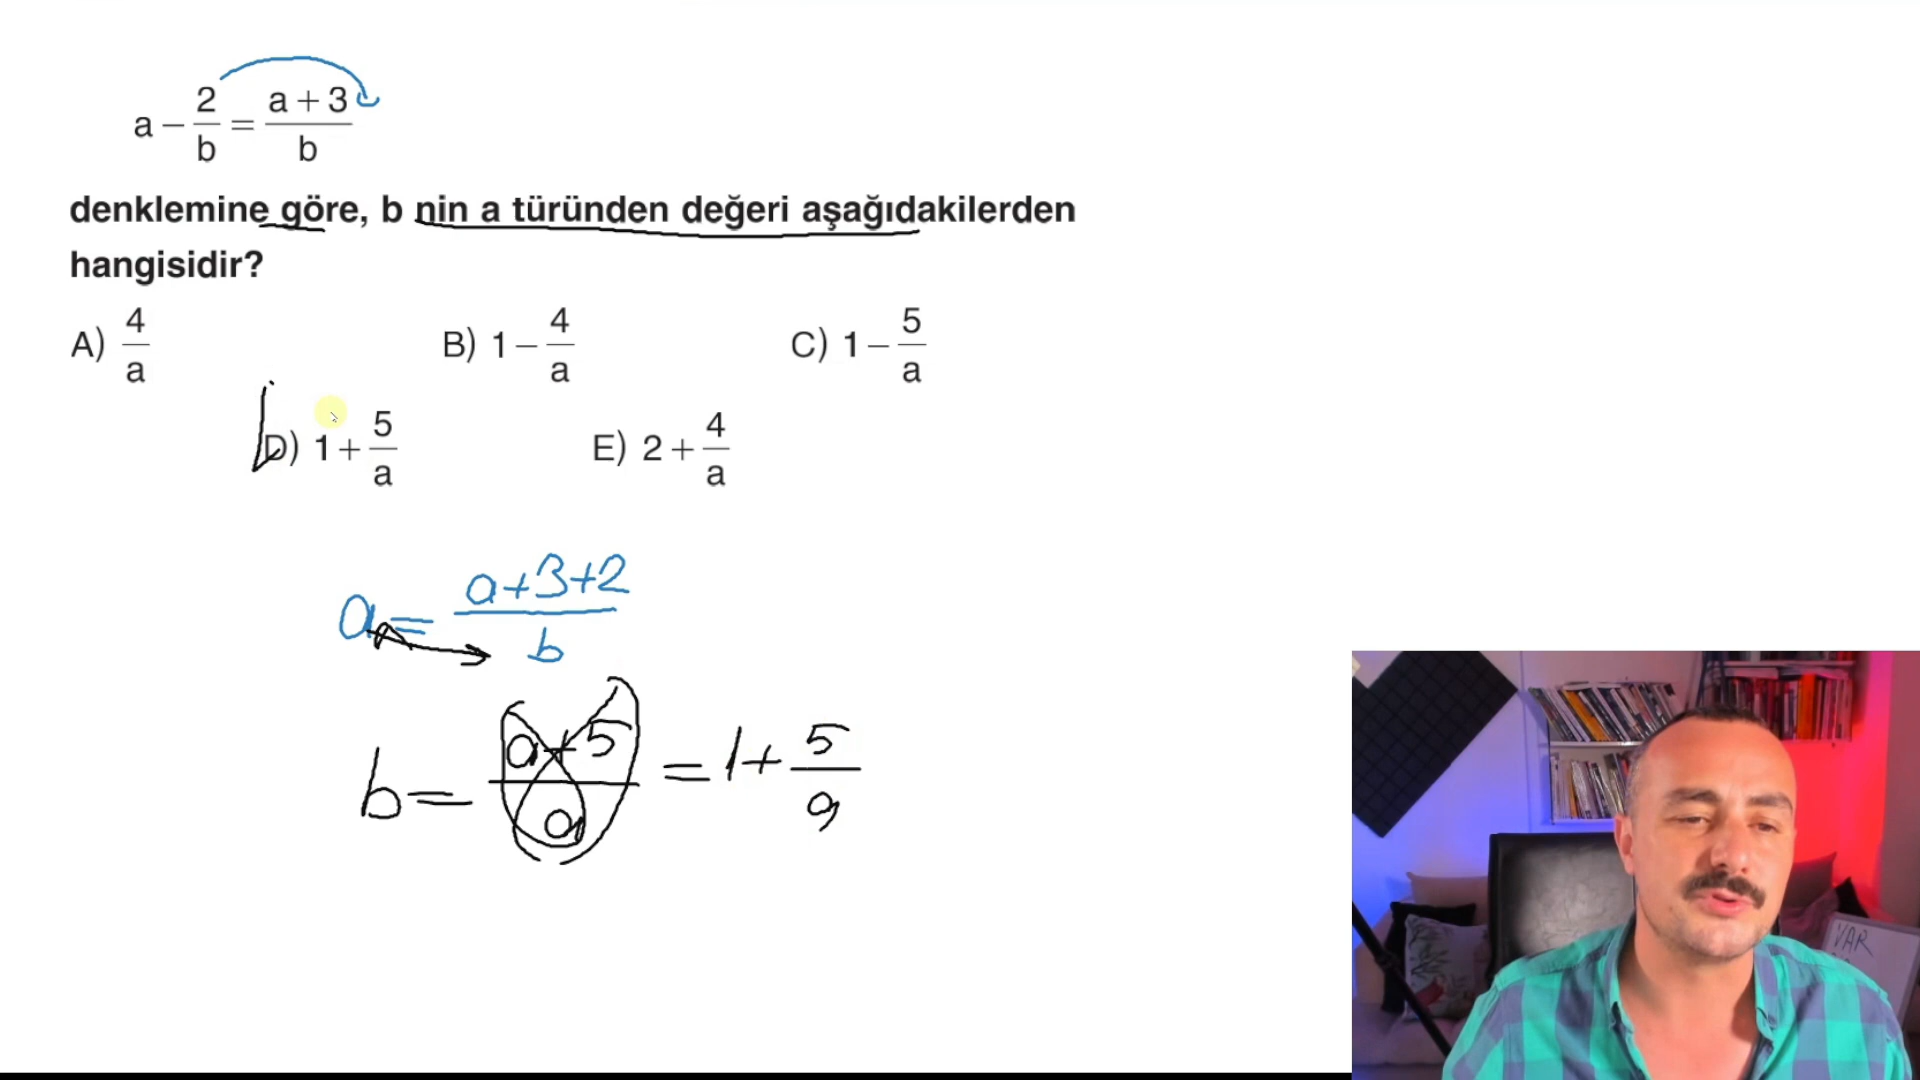 a − 2/b = a + 3/b
denklemine göre, b nin a türünden değeri aşağıdakilerden
hangisidir?
A) 4/a B) 1 − 4/a C) 1 − 5/a
D) 1 + 5/a E) 2 + 4/a
a = a+3+2/b
b = a+5/a = 1 + 5/a
VAR